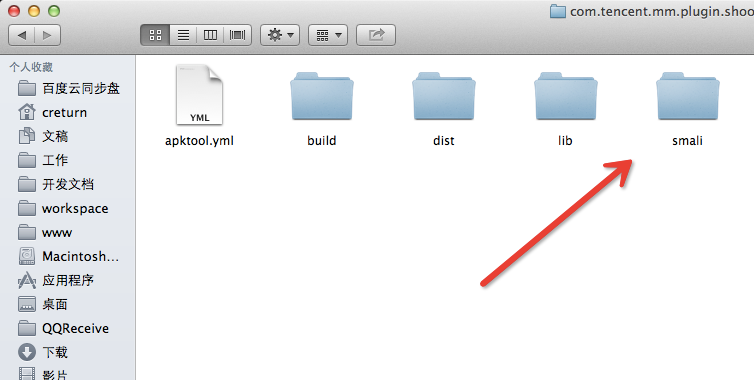 com.tencent.mm.plugin.shoo
个人收藏
百度云同步盘
creturn
文稿
工作
开发文档
workspace
www
Macintosh...
应用程序
桌面
QQReceive
下载
影片
YML
apktool.yml
build
dist
lib
smali